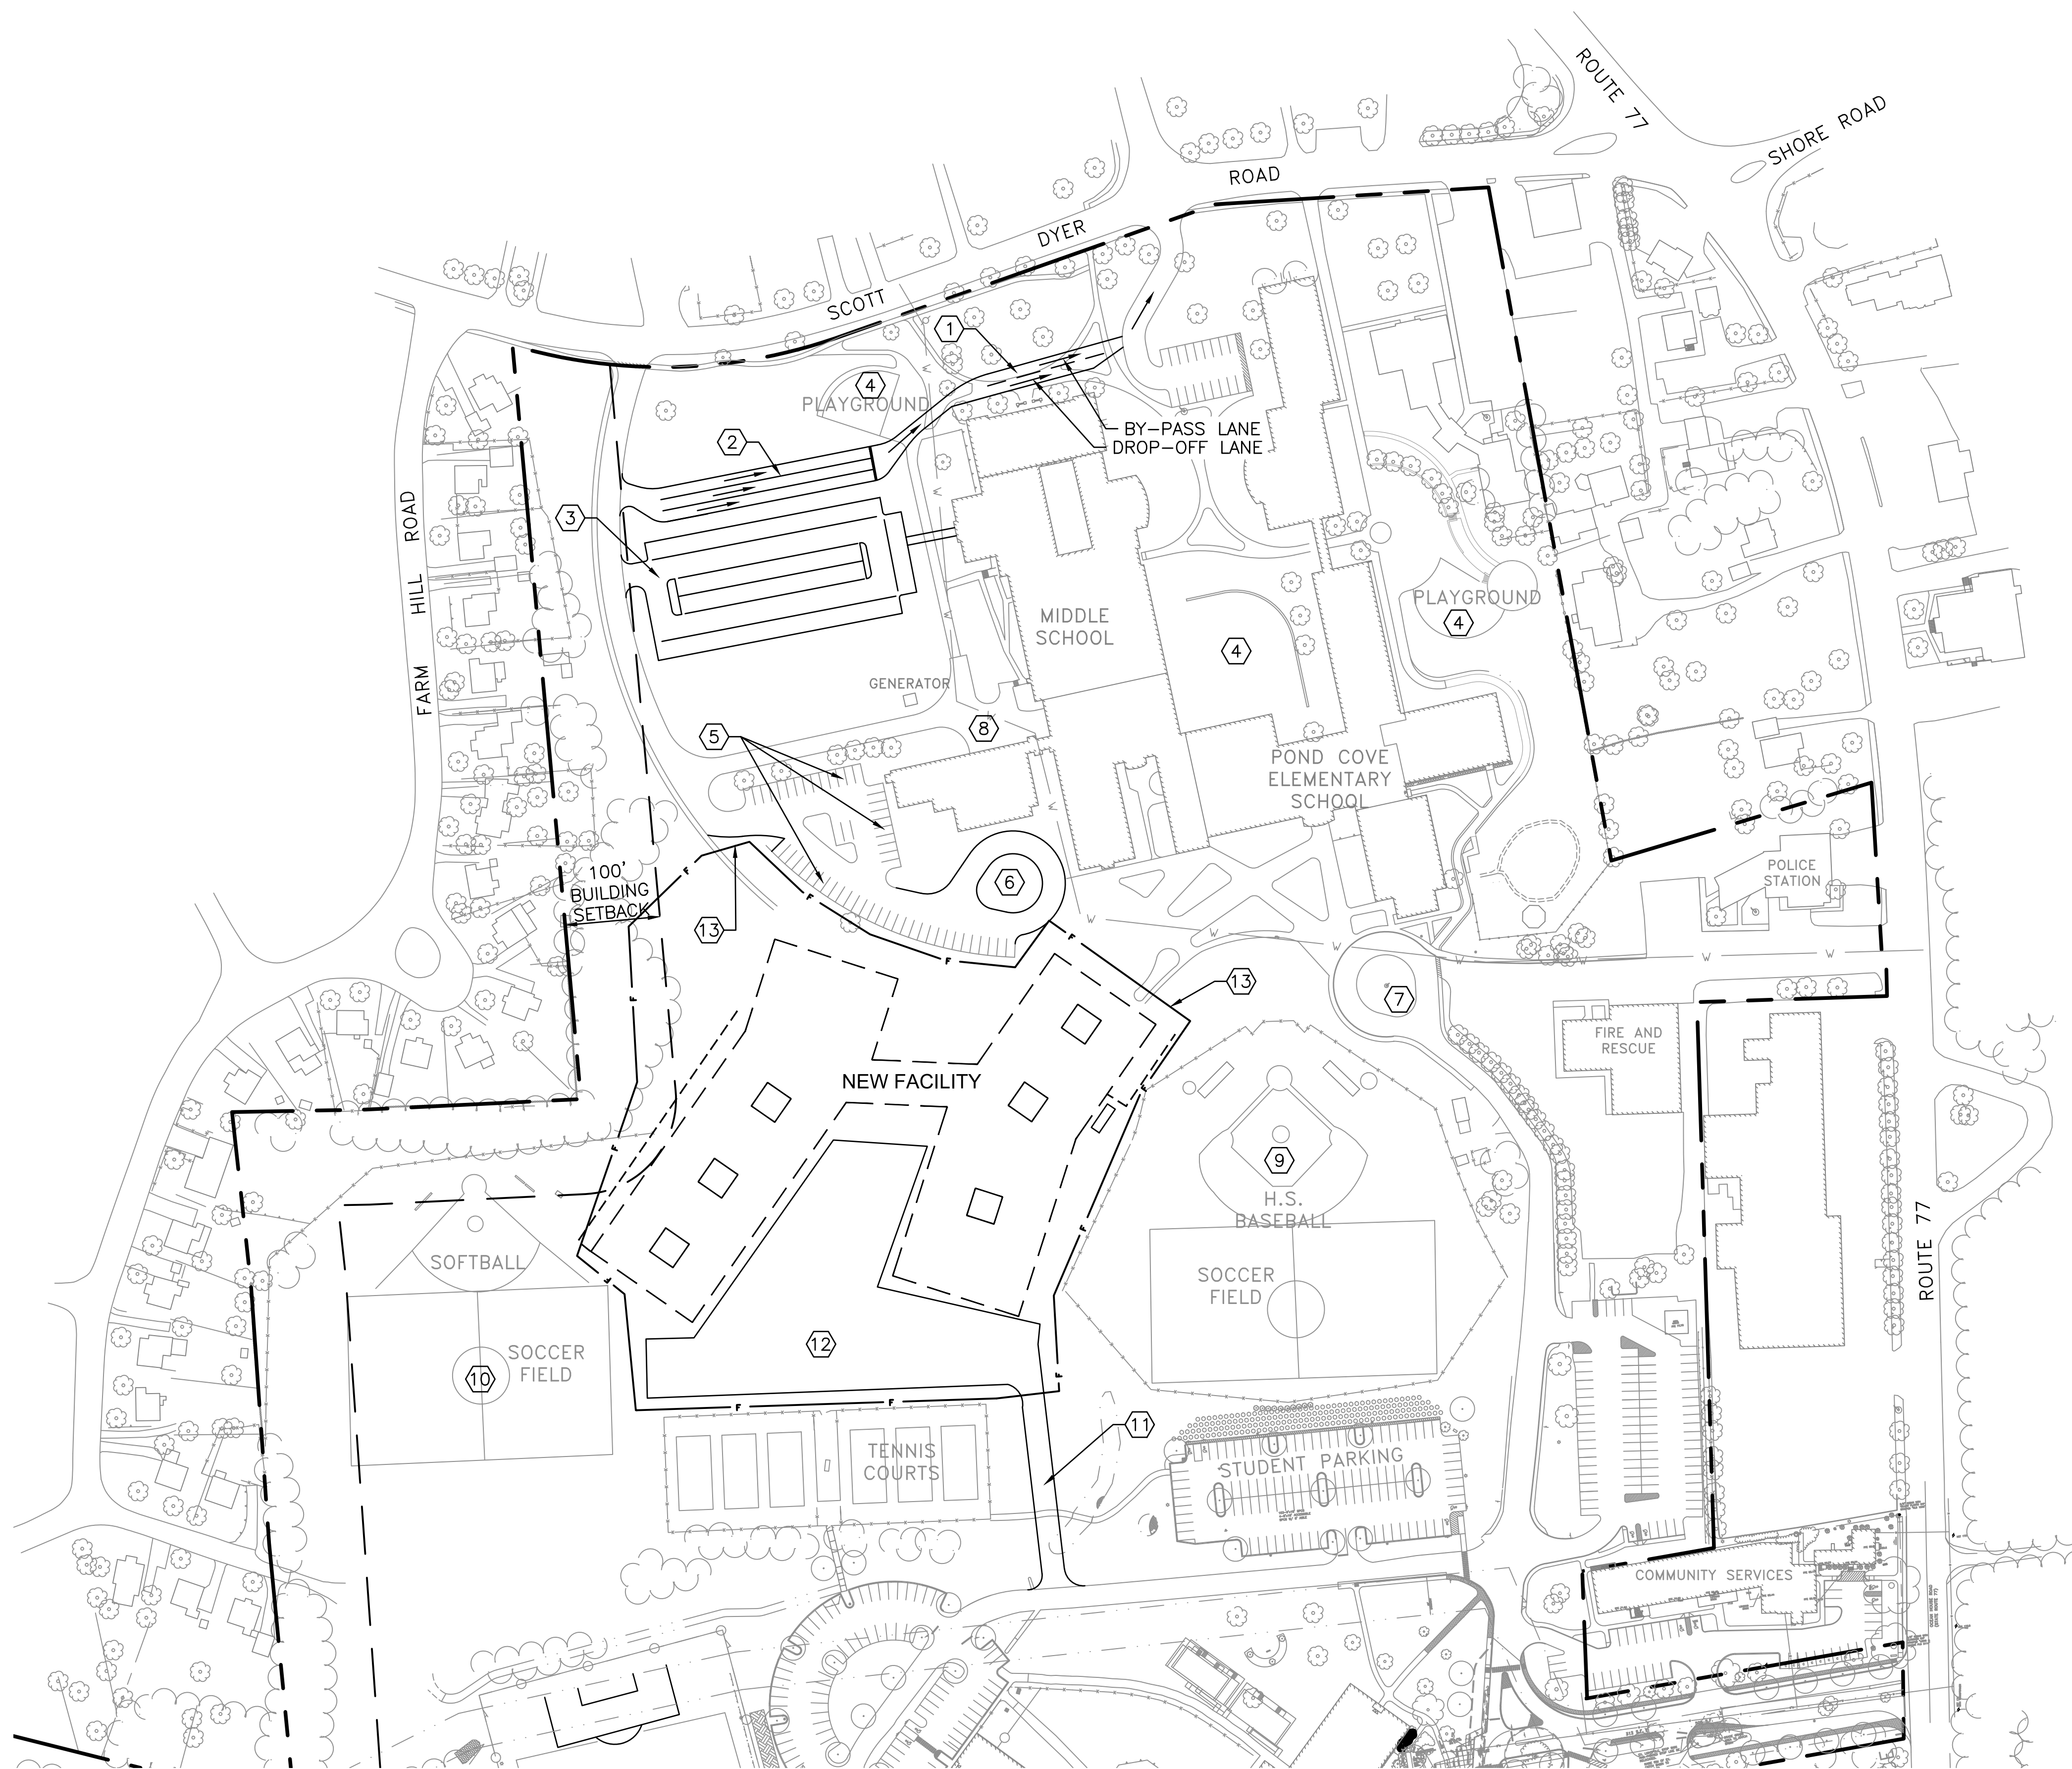 ROUTE 77
SHORE ROAD
ROAD
DYER
SCOTT
1
4
PLAYGROUND
2
BY-PASS LANE
DROP-OFF LANE
3
FARM HILL ROAD
MIDDLE
SCHOOL
PLAYGROUND
4
4
GENERATOR
8
5
POND COVE
ELEMENTARY
SCHOOL
W
W
W
100'
BUILDING
SETBACK
F
F
13
6
POLICE
STATION
W
W
W
W
W
W
W
F
F
F
13
7
FIRE AND
RESCUE
NEW FACILITY
F
F
9
H.S.
BASEBALL
ROUTE 77
SOFTBALL
F
SOCCER
FIELD
12
SOCCER
FIELD
10
F
F
F
11
TENNIS
COURTS
STUDENT PARKING
COMMUNITY SERVICES